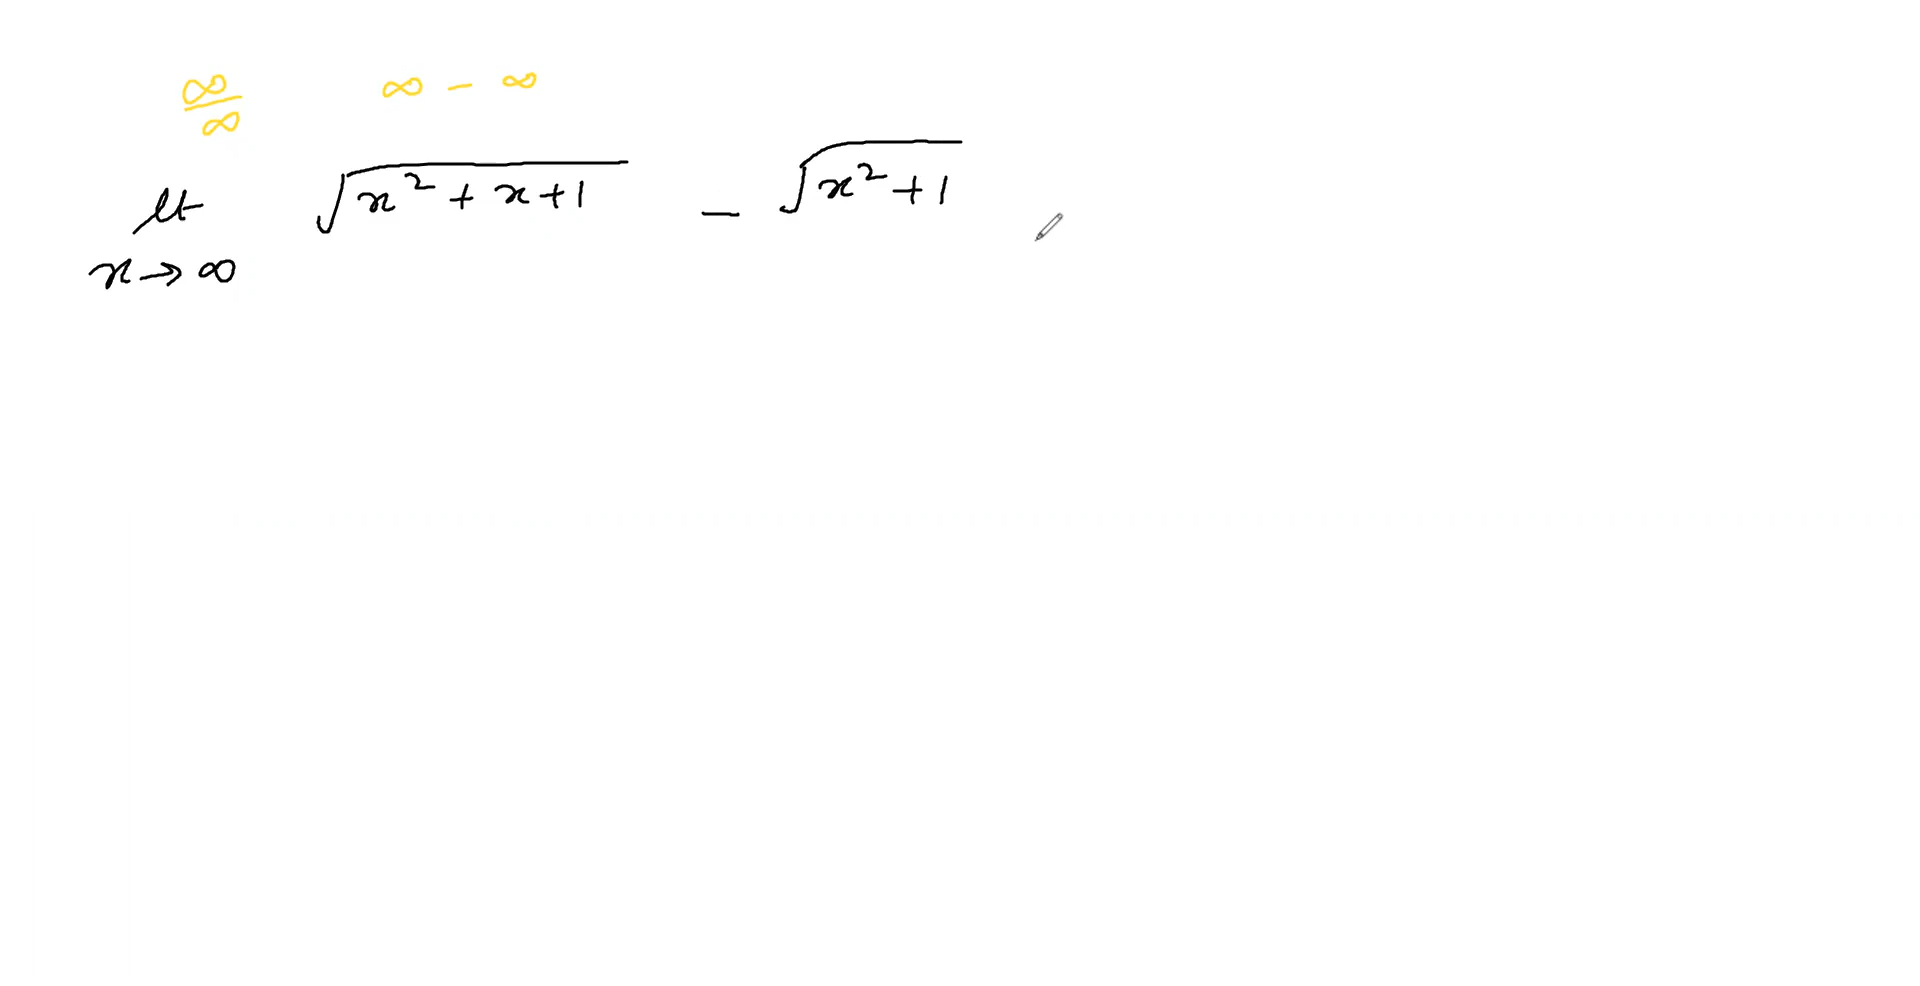 ∞/∞ ∞ - ∞
lt √(x² + x + 1) - √(x² + 1)
x → ∞